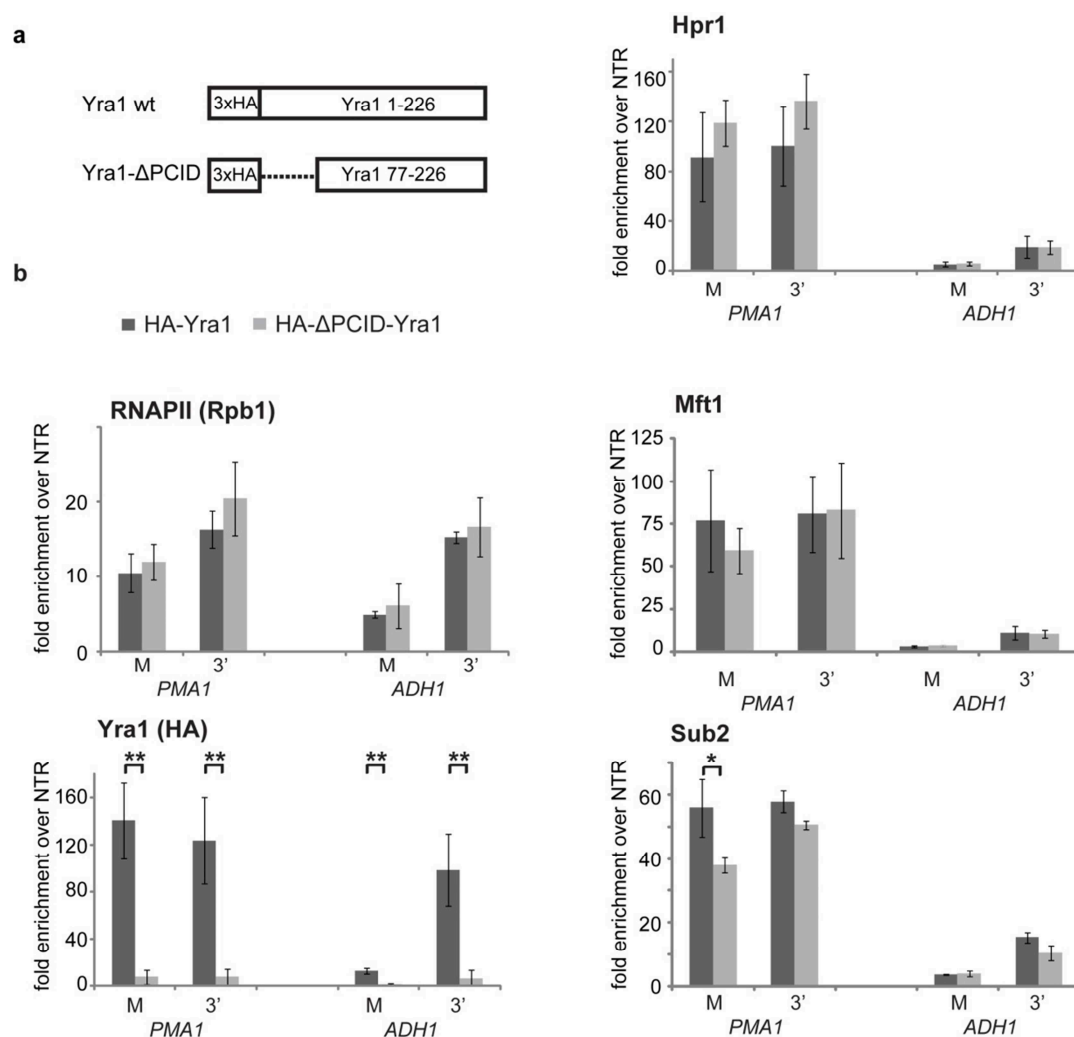 a
Yra1 wt
3xHA
Yra1 1-226
Yra1-ΔPCID
3xHA
Yra1 77-226
b
HA-Yra1
HA-ΔPCID-Yra1
RNAPII (Rpb1)
fold enrichment over NTR
20
10
0
M
3’
M
3’
PMA1
ADH1
Yra1 (HA)
**
**
**
**
fold enrichment over NTR
160
120
80
40
0
M
3’
M
3’
PMA1
ADH1
Hpr1
fold enrichment over NTR
160
120
80
40
0
M
3’
M
3’
PMA1
ADH1
Mft1
fold enrichment over NTR
125
100
75
50
25
0
M
3’
M
3’
PMA1
ADH1
Sub2
*
fold enrichment over NTR
60
40
20
0
M
3’
M
3’
PMA1
ADH1